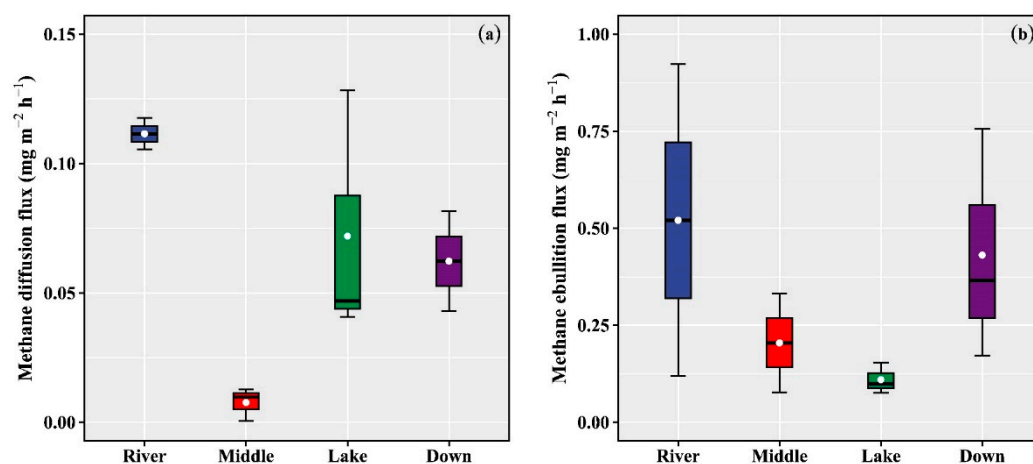 (a)
Methane diffusion flux (mg m⁻² h⁻¹)
0.15
0.10
0.05
0.00
River Middle Lake Down
(b)
Methane ebullition flux (mg m⁻² h⁻¹)
1.00
0.75
0.50
0.25
0.00
River Middle Lake Down